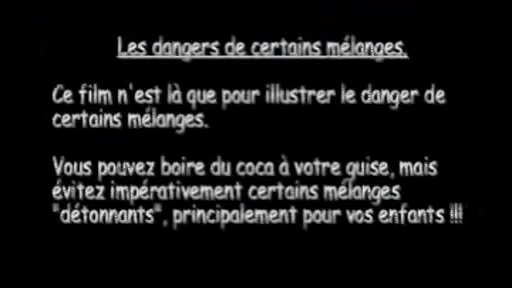 Les dangers de certains mélanges.
Ce film n'est là que pour illustrer le danger de
certains mélanges.
Vous pouvez boire du coca à votre guise, mais
évitez impérativement certains mélanges
"détonnants", principalement pour vos enfants !!!